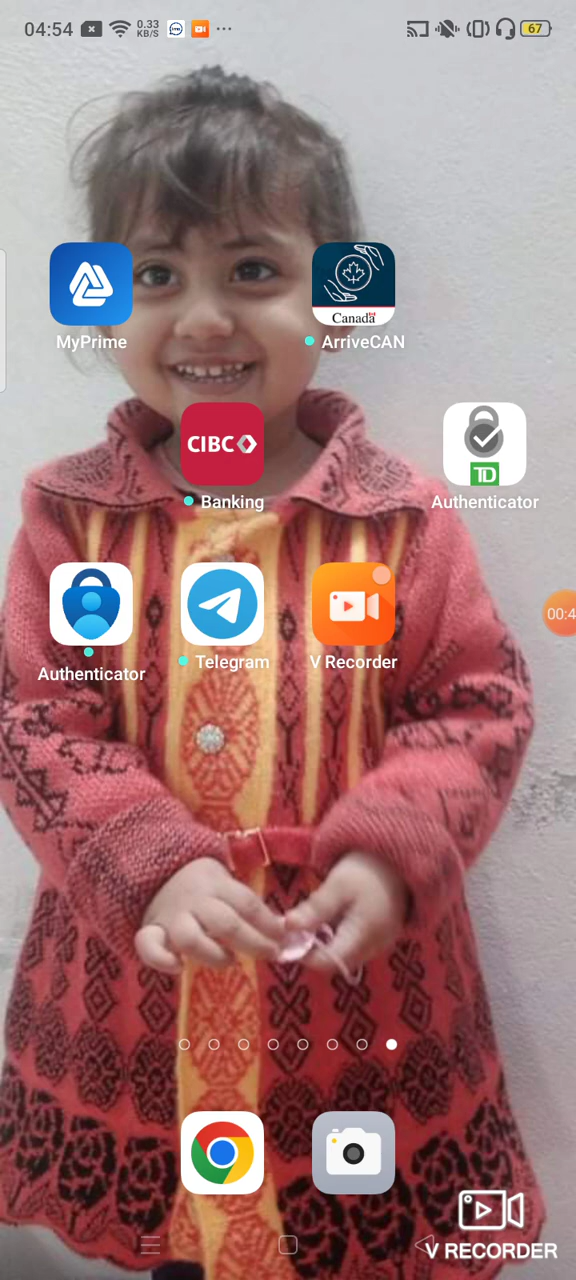 04:54 0.33 KB/S 67
MyPrime
Canada
ArriveCAN
CIBC
Banking
TD
Authenticator
00:4
Authenticator
Telegram
V Recorder
V RECORDER